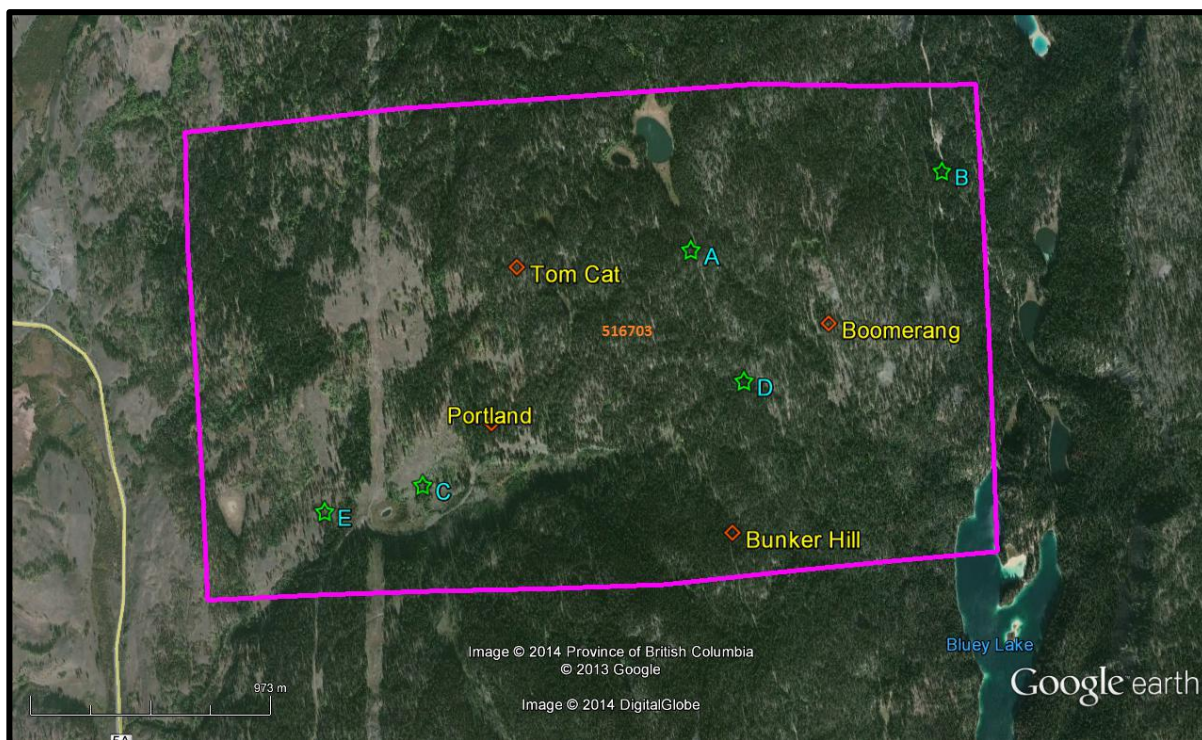 B
A
Tom Cat
516703
Boomerang
D
Portland
C
E
Bunker Hill
Bluey Lake
Image © 2014 Province of British Columbia
© 2013 Google
Image © 2014 DigitalGlobe
973 m
Google earth